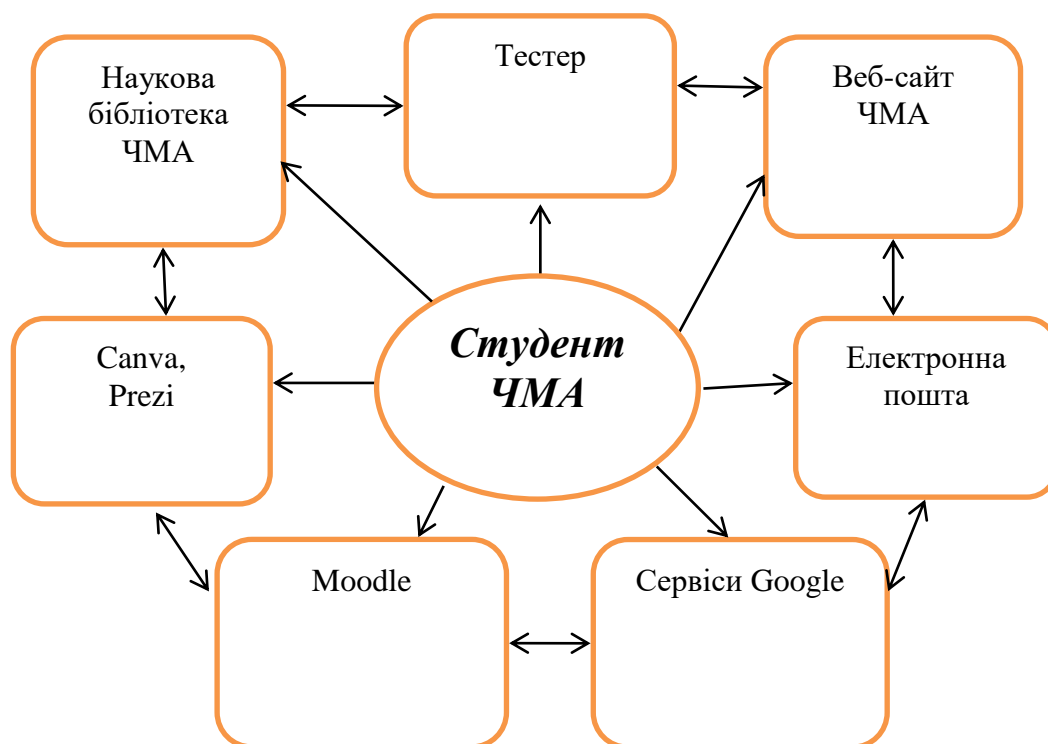 Наукова
бібліотека
ЧМА
Тестер
Веб-сайт
ЧМА
Студент
ЧМА
Canva,
Prezi
Електронна
пошта
Moodle
Сервіси Google